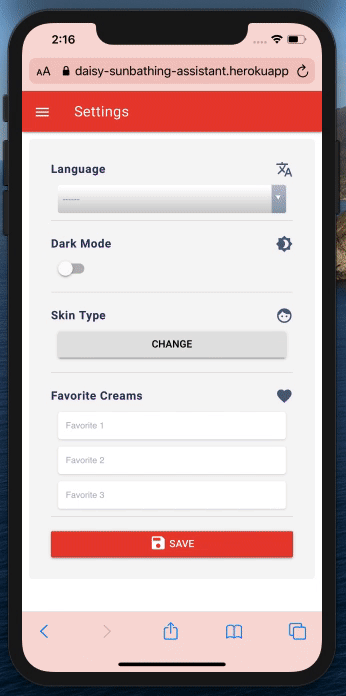 2:16
AA daisy-sunbathing-assistant.herokuapp
Settings
Language
------
Dark Mode
Skin Type
CHANGE
Favorite Creams
Favorite 1
Favorite 2
Favorite 3
SAVE